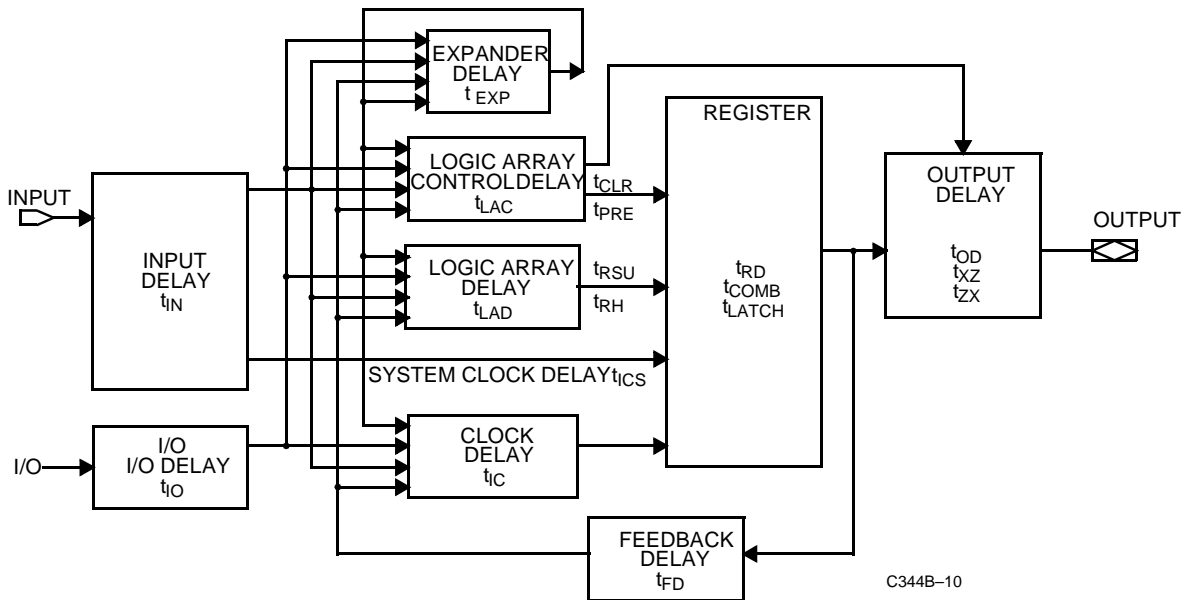 EXPANDER
DELAY
t EXP
REGISTER
LOGIC ARRAY
CONTROLDELAY
tLAC
tCLR
tPRE
OUTPUT
DELAY
tOD
tXZ
tZX
INPUT
OUTPUT
INPUT
DELAY
tIN
LOGIC ARRAY
DELAY
tLAD
tRSU
tRH
tRD
tCOMB
tLATCH
SYSTEM CLOCK DELAYtICS
I/O
I/O
I/O DELAY
tIO
CLOCK
DELAY
tIC
FEEDBACK
DELAY
tFD
C344B–10